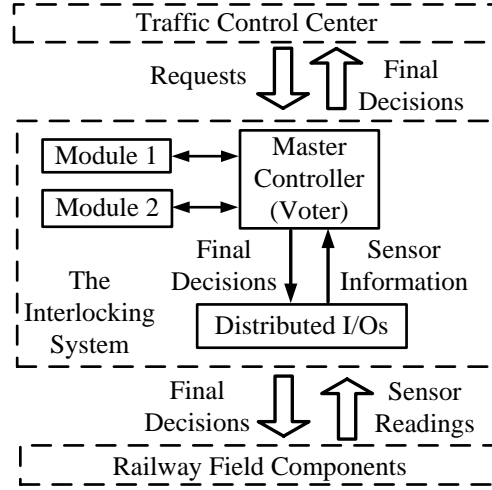 Traffic Control Center
Requests
Final
Decisions
Module 1
Module 2
Master
Controller
(Voter)
Final
Decisions
Sensor
Information
The
Interlocking
System
Distributed I/Os
Final
Decisions
Sensor
Readings
Railway Field Components